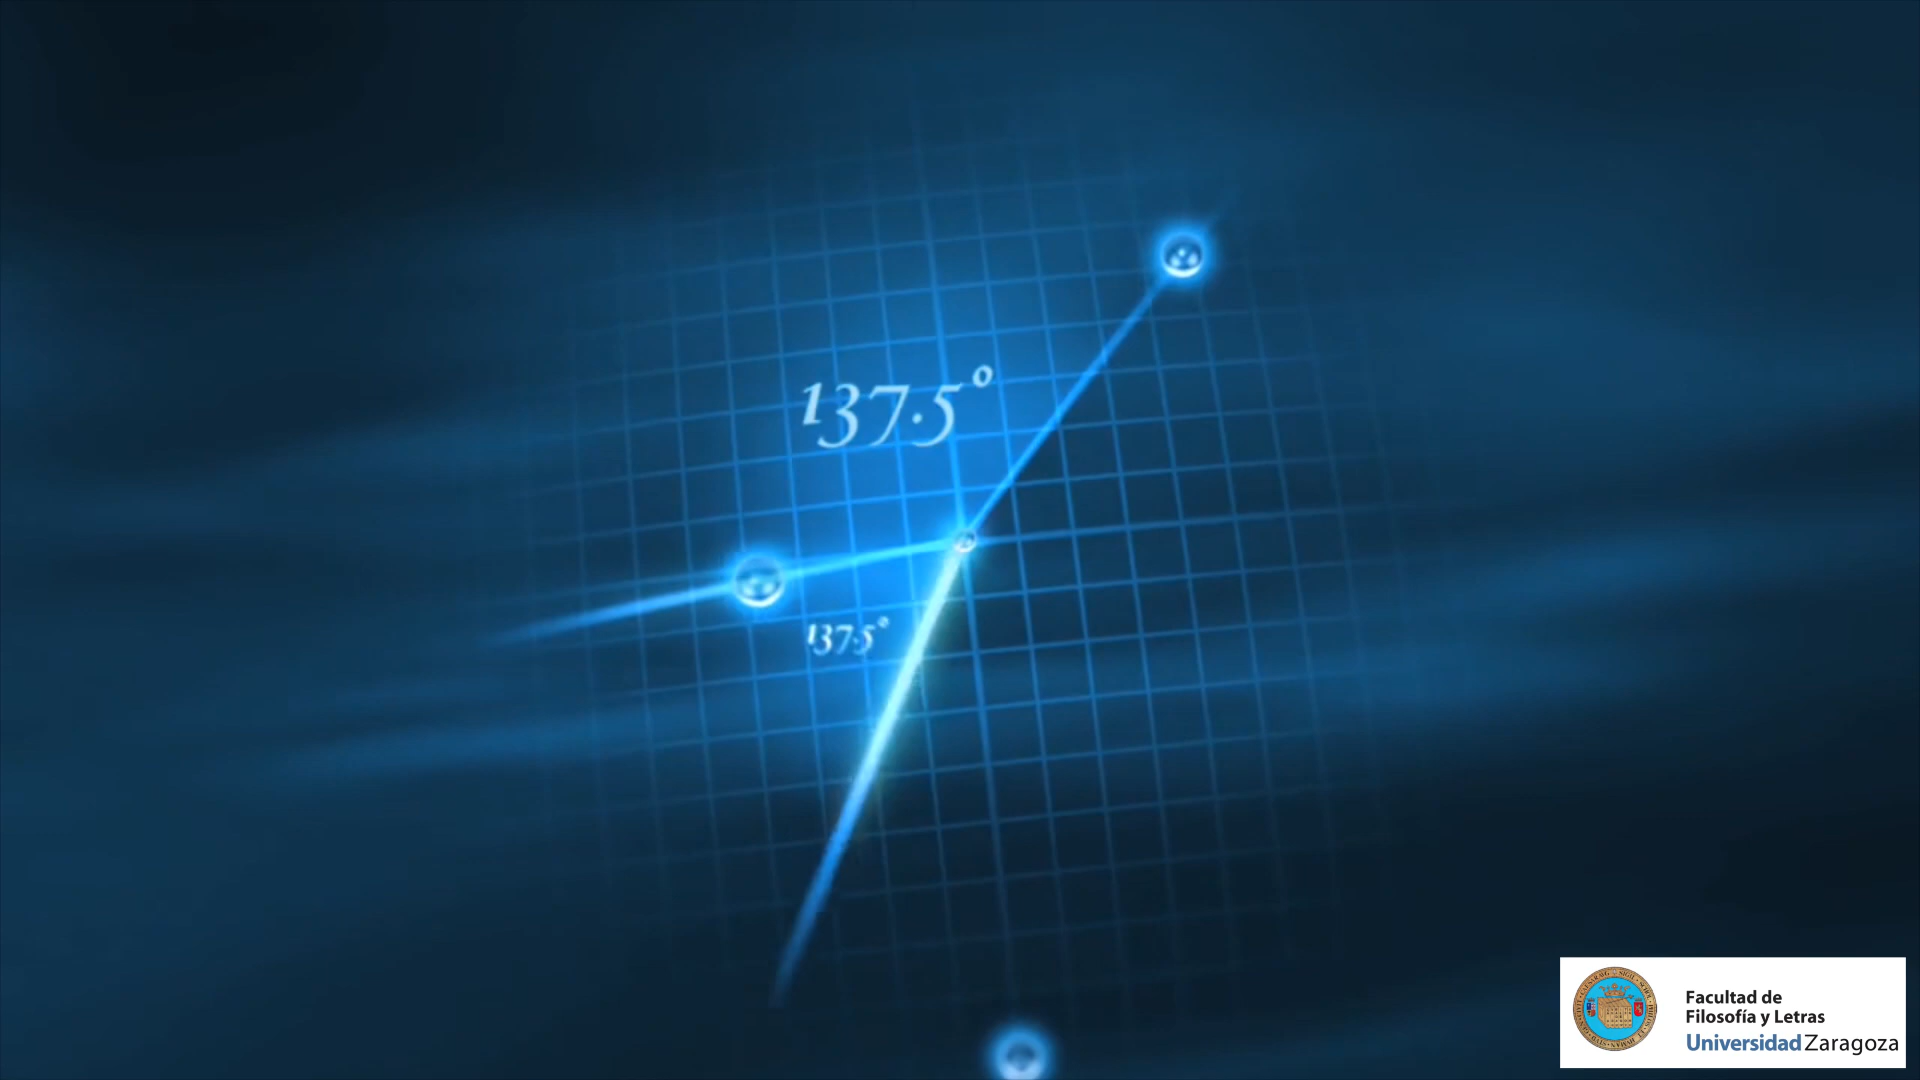 137.5°
137.5°
Facultad de
Filosofía y Letras
Universidad Zaragoza